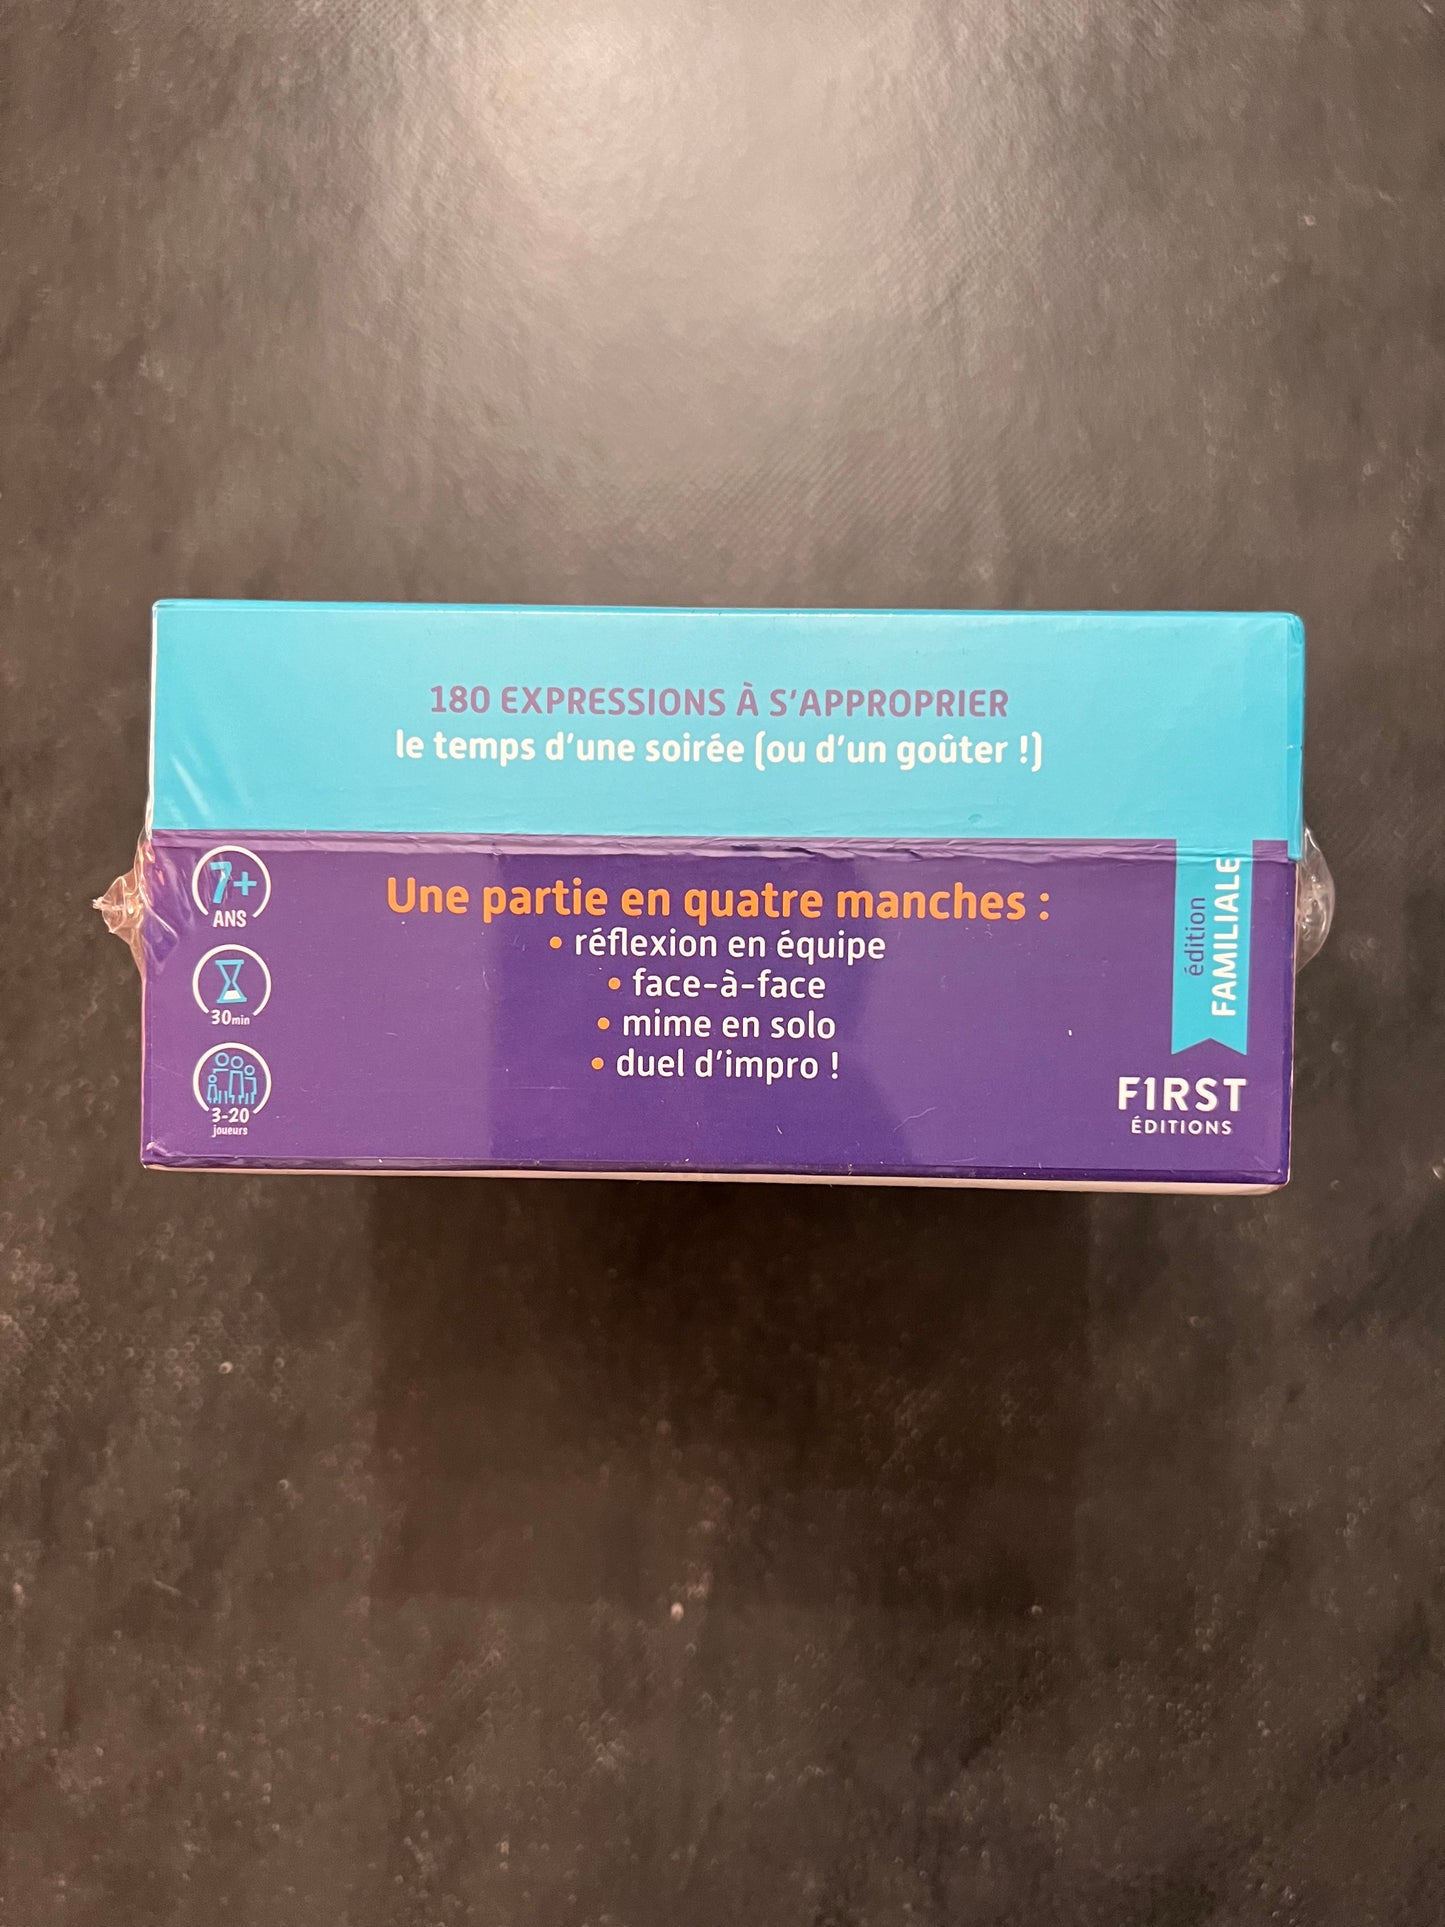 180 EXPRESSIONS À S'APPROPRIER
le temps d'une soirée (ou d'un goûter !)
7+
ANS
30min
3-20
joueurs
Une partie en quatre manches :
• réflexion en équipe
• face-à-face
• mime en solo
• duel d'impro !
édition
FAMILIALE
F1RST
ÉDITIONS